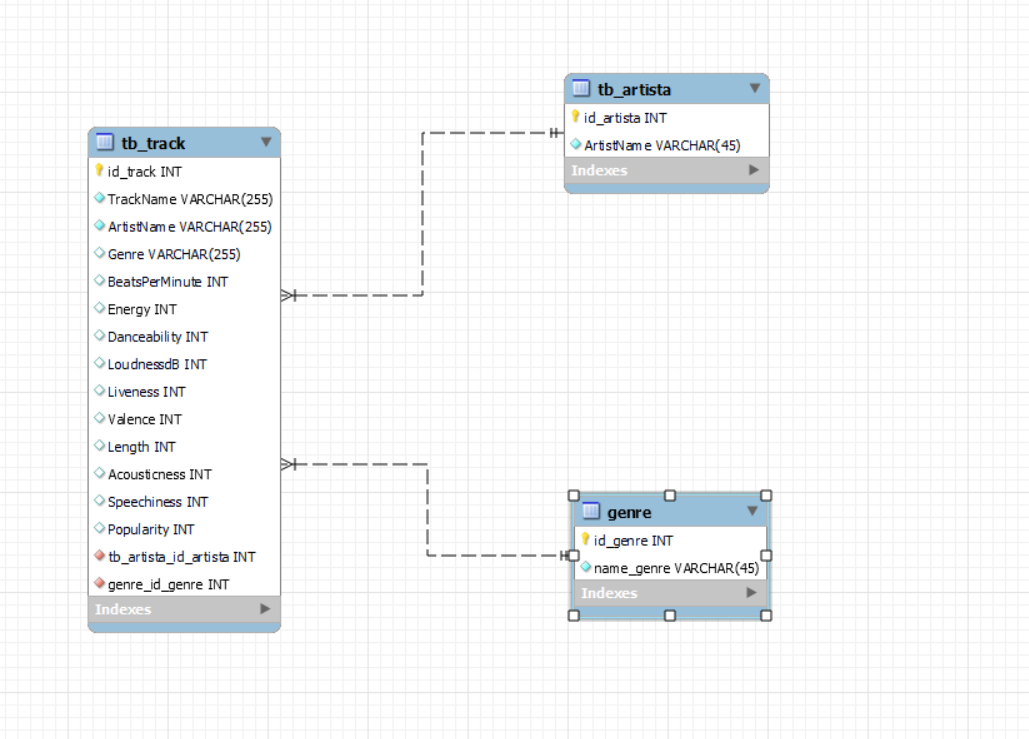 tb_track
id_track INT
TrackName VARCHAR(255)
ArtistName VARCHAR(255)
Genre VARCHAR(255)
BeatsPerMinute INT
Energy INT
Danceability INT
LoudnessdB INT
Liveness INT
Valence INT
Length INT
Acousticness INT
Speechiness INT
Popularity INT
tb_artista_id_artista INT
genre_id_genre INT
Indexes
tb_artista
id_artista INT
ArtistName VARCHAR(45)
Indexes
genre
id_genre INT
name_genre VARCHAR(45)
Indexes